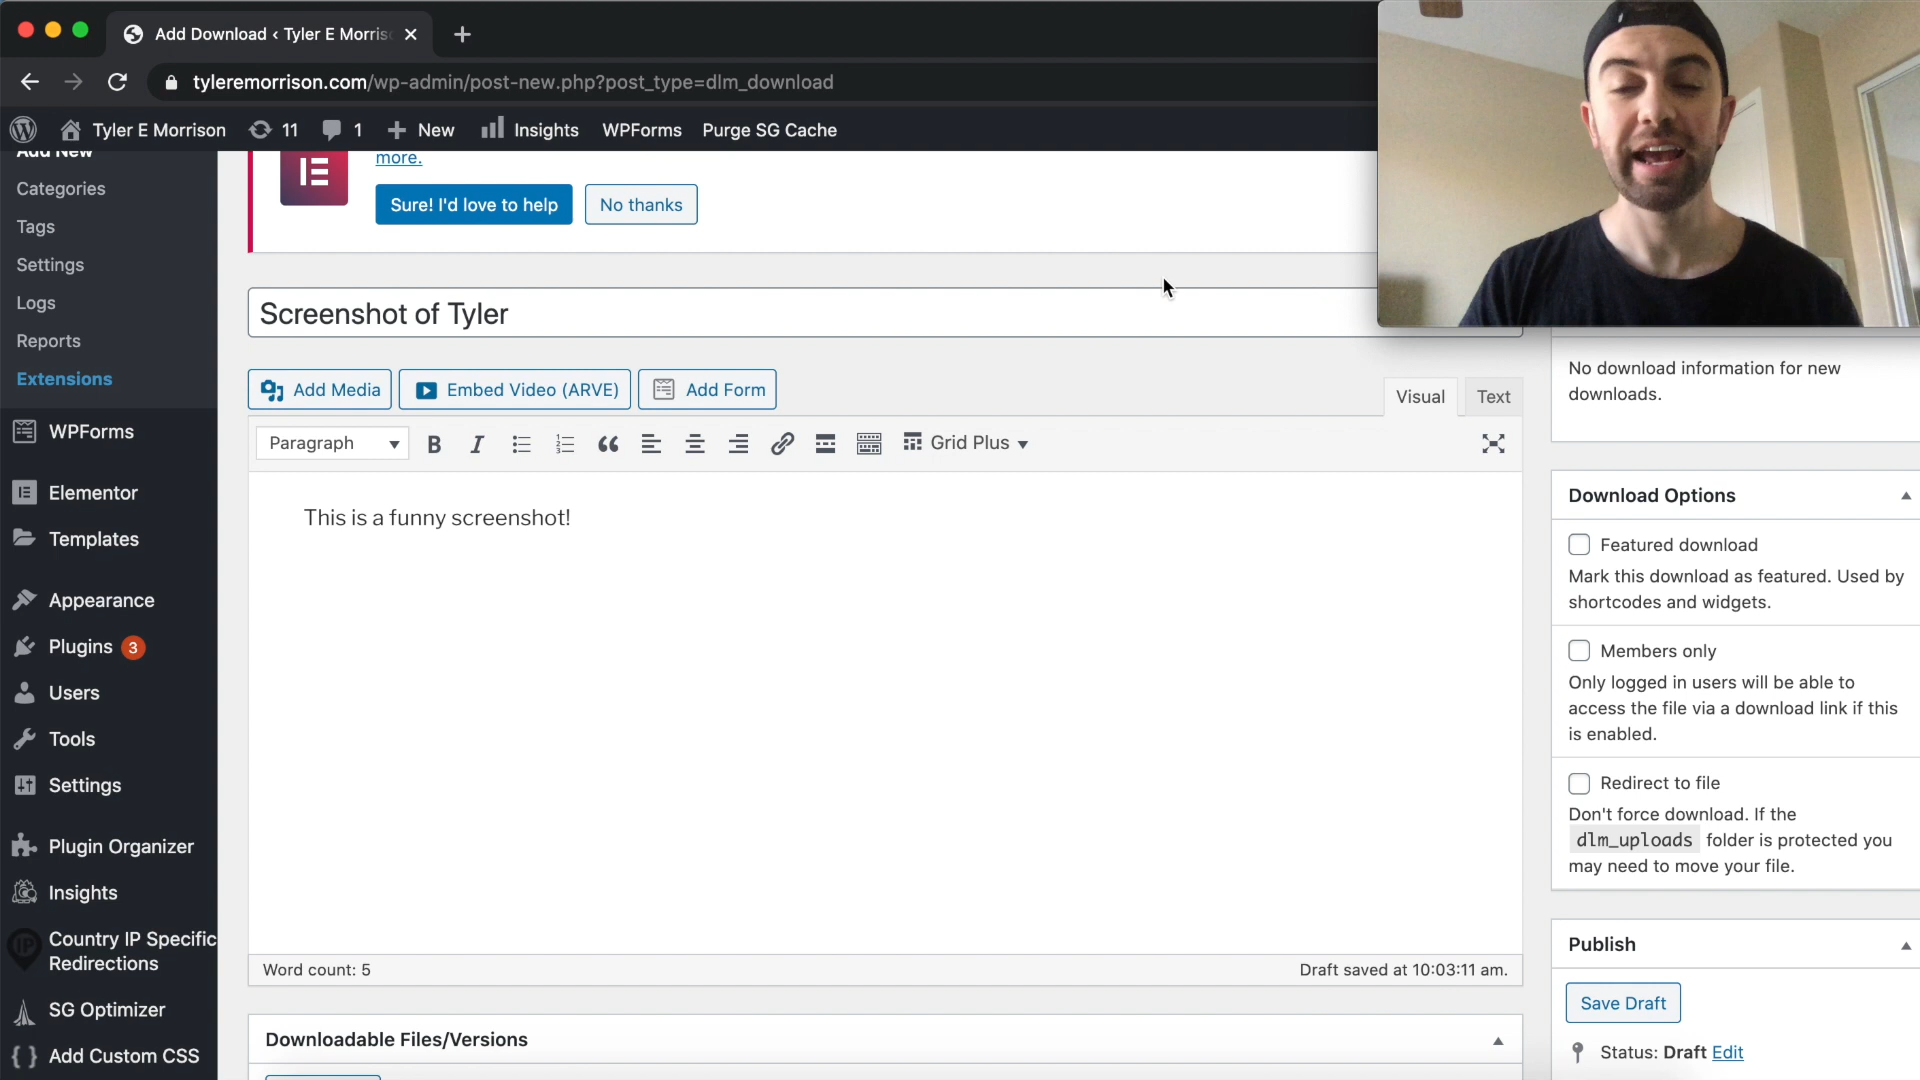 Add Download ‹ Tyler E Morris
tyleremorrison.com/wp-admin/post-new.php?post_type=dlm_download
Tyler E Morrison
11
1
New
Insights
WPForms
Purge SG Cache
Add New
Categories
Tags
Settings
Logs
Reports
Extensions
WPForms
Elementor
Templates
Appearance
Plugins 3
Users
Tools
Settings
Plugin Organizer
Insights
Country IP Specific
Redirections
SG Optimizer
Add Custom CSS
more.
Sure! I'd love to help
No thanks
Screenshot of Tyler
Add Media
Embed Video (ARVE)
Add Form
Visual
Text
Paragraph
Grid Plus
This is a funny screenshot!
Word count: 5
Draft saved at 10:03:11 am.
Downloadable Files/Versions
No download information for new
downloads.
Download Options
Featured download
Mark this download as featured. Used by
shortcodes and widgets.
Members only
Only logged in users will be able to
access the file via a download link if this
is enabled.
Redirect to file
Don't force download. If the
dlm_uploads folder is protected you
may need to move your file.
Publish
Save Draft
Status: Draft Edit